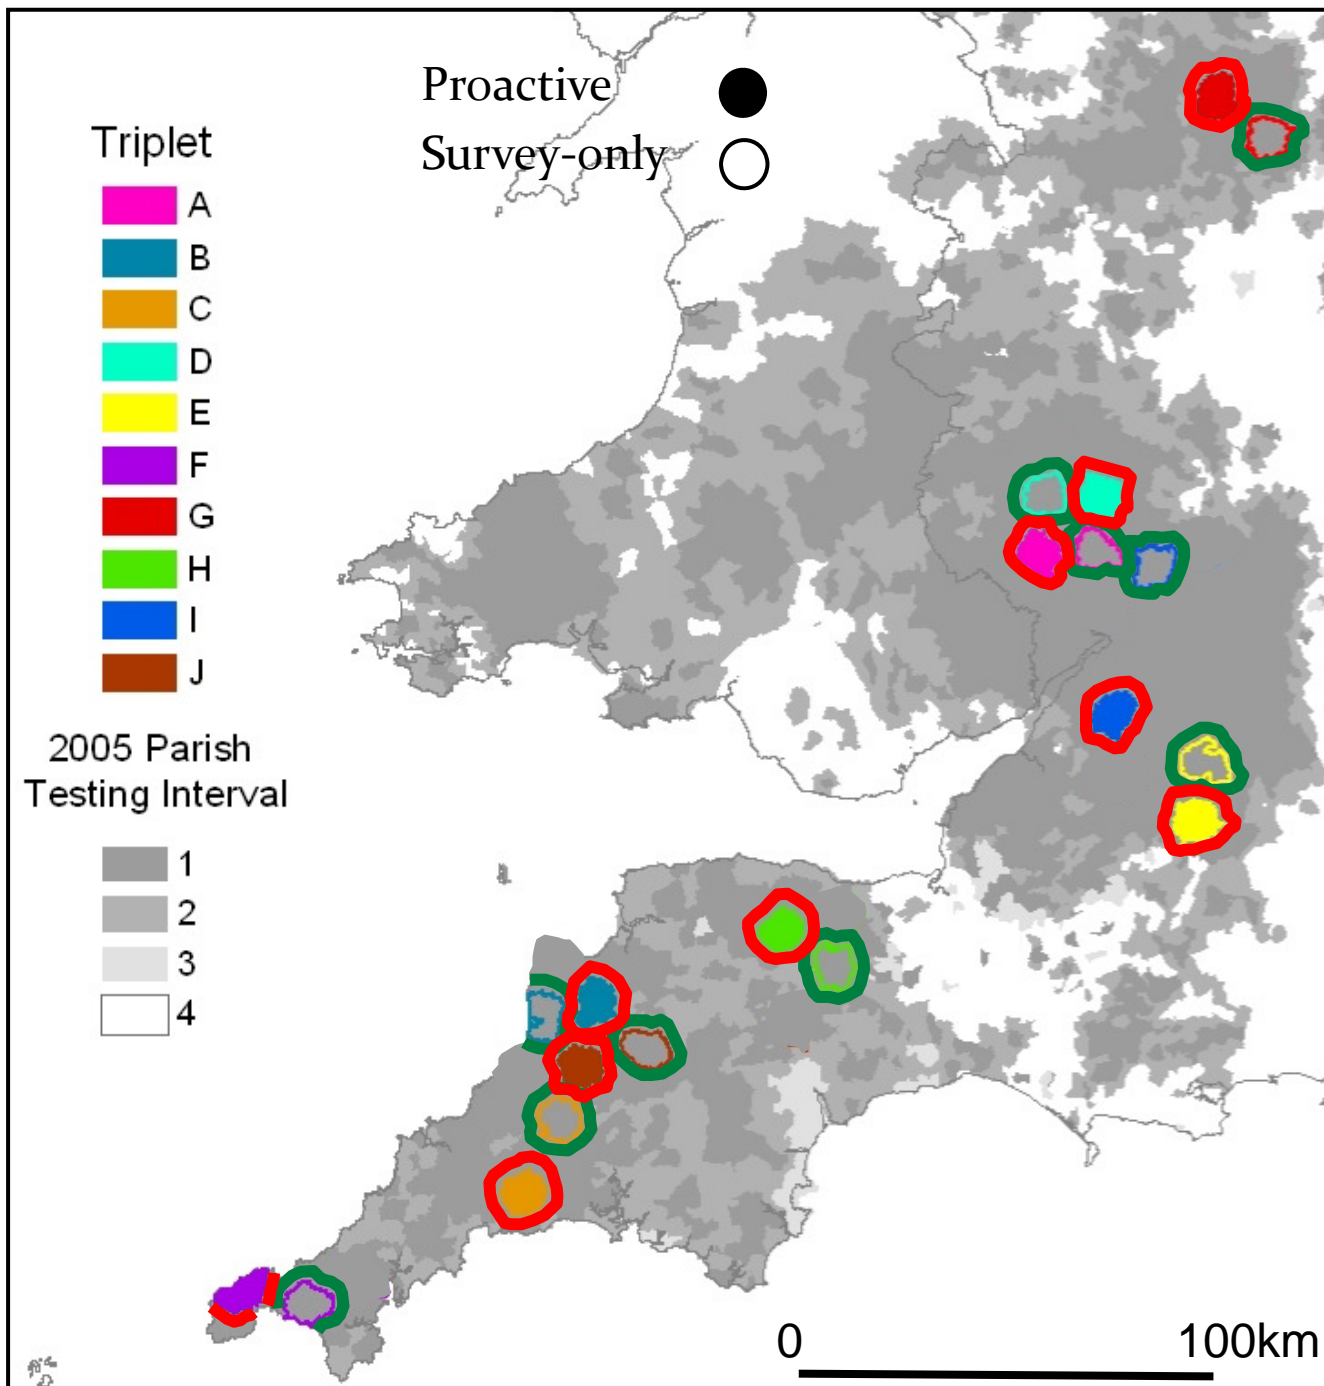 Proactive
Survey-only
Triplet
A
B
C
D
E
F
G
H
I
J
2005 Parish
Testing Interval
1
2
3
4
0 100km